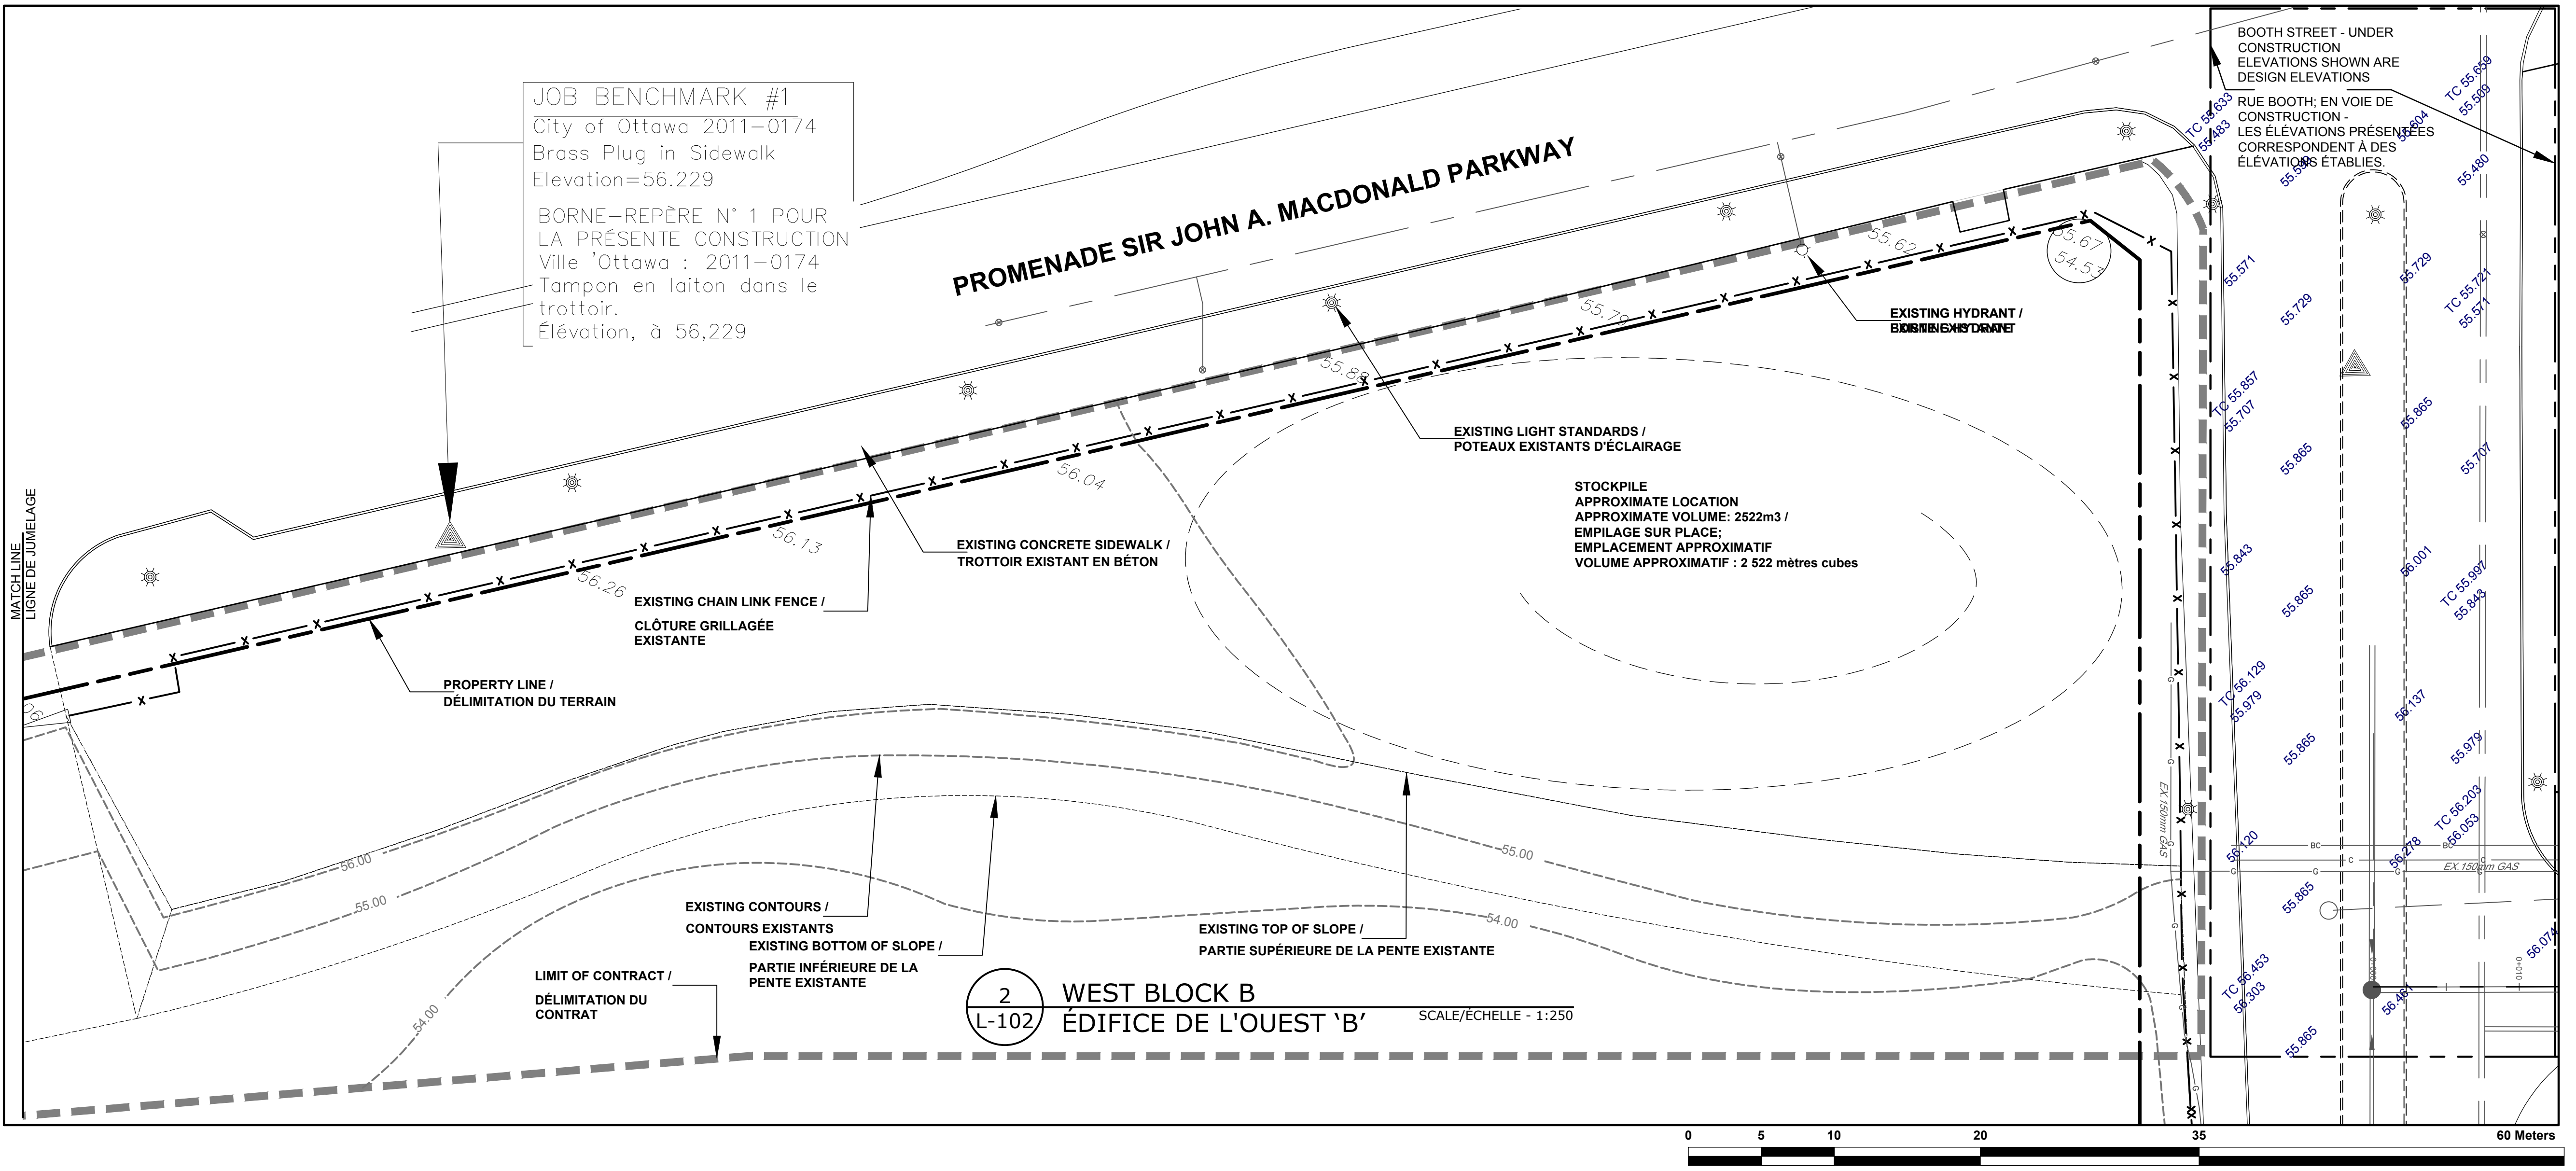 JOB BENCHMARK #1
City of Ottawa 2011-0174
Brass Plug in Sidewalk
Elevation=56.229
BORNE-REPÈRE N° 1 POUR
LA PRÉSENTE CONSTRUCTION
Ville 'Ottawa : 2011-0174
Tampon en laiton dans le
trottoir.
Élévation, à 56,229
PROMENADE SIR JOHN A. MACDONALD PARKWAY
BOOTH STREET - UNDER
CONSTRUCTION
ELEVATIONS SHOWN ARE
DESIGN ELEVATIONS
RUE BOOTH; EN VOIE DE
CONSTRUCTION -
LES ÉLÉVATIONS PRÉSENTÉES
CORRESPONDENT À DES
ÉLÉVATIONS ÉTABLIES.
MATCH LINE
LIGNE DE JUMELAGE
EXISTING HYDRANT /
EXISTING LIGHT STANDARDS /
POTEAUX EXISTANTS D'ÉCLAIRAGE
STOCKPILE
APPROXIMATE LOCATION
APPROXIMATE VOLUME: 2522m3 /
EMPILAGE SUR PLACE;
EMPLACEMENT APPROXIMATIF
VOLUME APPROXIMATIF : 2 522 mètres cubes
EXISTING CONCRETE SIDEWALK /
TROTTOIR EXISTANT EN BÉTON
EXISTING CHAIN LINK FENCE /
CLÔTURE GRILLAGÉE
EXISTANTE
PROPERTY LINE /
DÉLIMITATION DU TERRAIN
EXISTING CONTOURS /
CONTOURS EXISTANTS
EXISTING BOTTOM OF SLOPE /
PARTIE INFÉRIEURE DE LA
PENTE EXISTANTE
EXISTING TOP OF SLOPE /
PARTIE SUPÉRIEURE DE LA PENTE EXISTANTE
LIMIT OF CONTRACT /
DÉLIMITATION DU
CONTRAT
56.26
56.13
56.04
55.88
55.79
55.62
55.67
54.53
56.00
55.00
54.00
55.00
54.00
TC 55.633
55.483
TC 55.659
55.509
55.604
55.480
55.571
55.729
55.729
TC 55.721
55.571
TC 55.857
55.707
55.865
55.865
55.707
55.843
56.001
TC 55.997
55.843
55.865
TC 56.129
55.979
56.137
55.979
55.865
TC 56.203
56.053
56.120
56.278
BC
BC
C
C
G
G
G
EX.150mm GAS
EX.150mm GAS
55.865
56.074
TC 56.453
56.303
56.461
0+010
55.865
2
L-102
WEST BLOCK B
ÉDIFICE DE L'OUEST ‘B’
SCALE/ÉCHELLE - 1:250
0 5 10 20 35 60 Meters